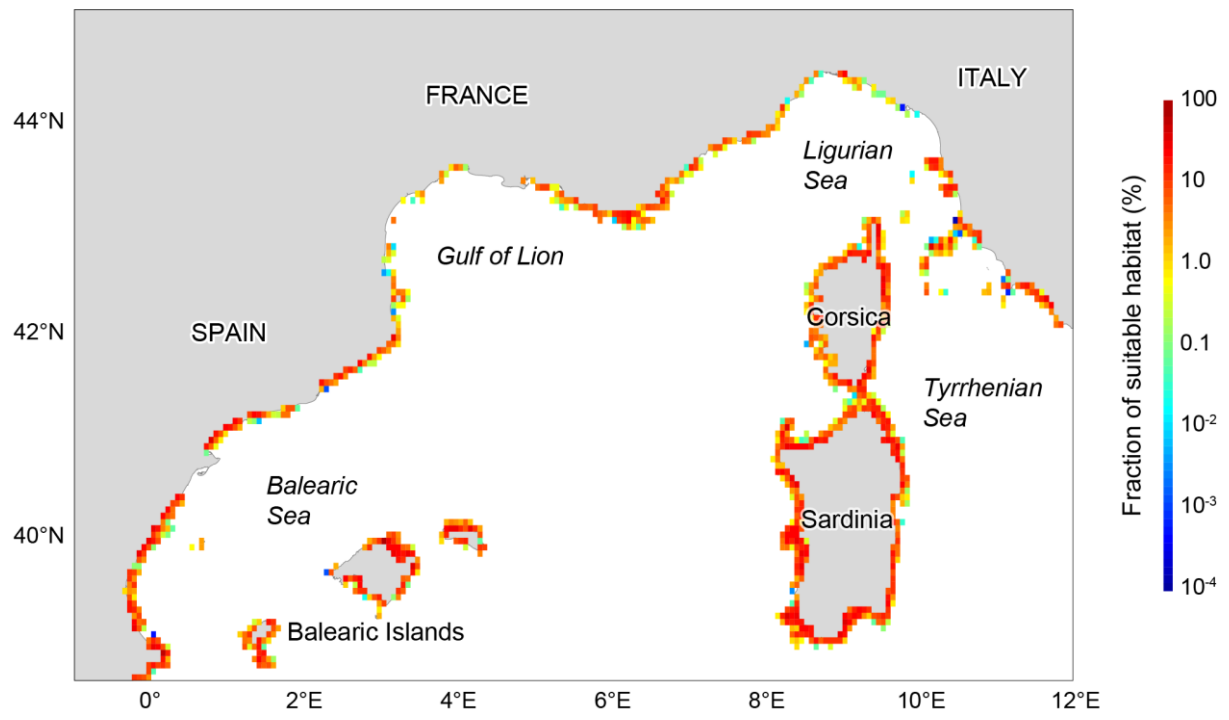 FRANCE
ITALY
44°N
Ligurian
Sea
Gulf of Lion
42°N
SPAIN
Corsica
Tyrrhenian
Sea
Balearic
Sea
40°N
Sardinia
Balearic Islands
0°
2°E
4°E
6°E
8°E
10°E
12°E
Fraction of suitable habitat (%)
100
10
1.0
0.1
10-2
10-3
10-4